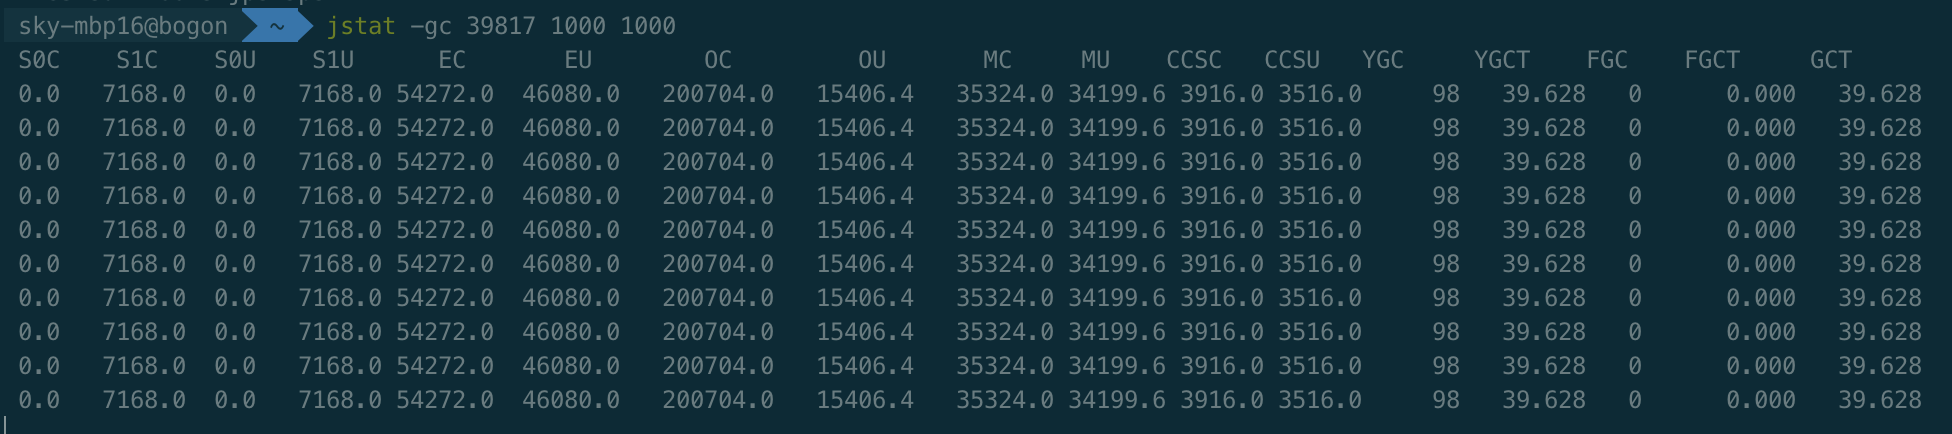 sky-mbp16@bogon ~ jstat -gc 39817 1000 1000
S0C S1C S0U S1U EC EU OC OU MC MU CCSC CCSU YGC YGCT FGC FGCT GCT
0.0 7168.0 0.0 7168.0 54272.0 46080.0 200704.0 15406.4 35324.0 34199.6 3916.0 3516.0 98 39.628 0 0.000 39.628
0.0 7168.0 0.0 7168.0 54272.0 46080.0 200704.0 15406.4 35324.0 34199.6 3916.0 3516.0 98 39.628 0 0.000 39.628
0.0 7168.0 0.0 7168.0 54272.0 46080.0 200704.0 15406.4 35324.0 34199.6 3916.0 3516.0 98 39.628 0 0.000 39.628
0.0 7168.0 0.0 7168.0 54272.0 46080.0 200704.0 15406.4 35324.0 34199.6 3916.0 3516.0 98 39.628 0 0.000 39.628
0.0 7168.0 0.0 7168.0 54272.0 46080.0 200704.0 15406.4 35324.0 34199.6 3916.0 3516.0 98 39.628 0 0.000 39.628
0.0 7168.0 0.0 7168.0 54272.0 46080.0 200704.0 15406.4 35324.0 34199.6 3916.0 3516.0 98 39.628 0 0.000 39.628
0.0 7168.0 0.0 7168.0 54272.0 46080.0 200704.0 15406.4 35324.0 34199.6 3916.0 3516.0 98 39.628 0 0.000 39.628
0.0 7168.0 0.0 7168.0 54272.0 46080.0 200704.0 15406.4 35324.0 34199.6 3916.0 3516.0 98 39.628 0 0.000 39.628
0.0 7168.0 0.0 7168.0 54272.0 46080.0 200704.0 15406.4 35324.0 34199.6 3916.0 3516.0 98 39.628 0 0.000 39.628
0.0 7168.0 0.0 7168.0 54272.0 46080.0 200704.0 15406.4 35324.0 34199.6 3916.0 3516.0 98 39.628 0 0.000 39.628